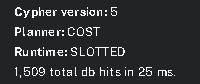 Cypher version: 5
Planner: COST
Runtime: SLOTTED
1,509 total db hits in 25 ms.